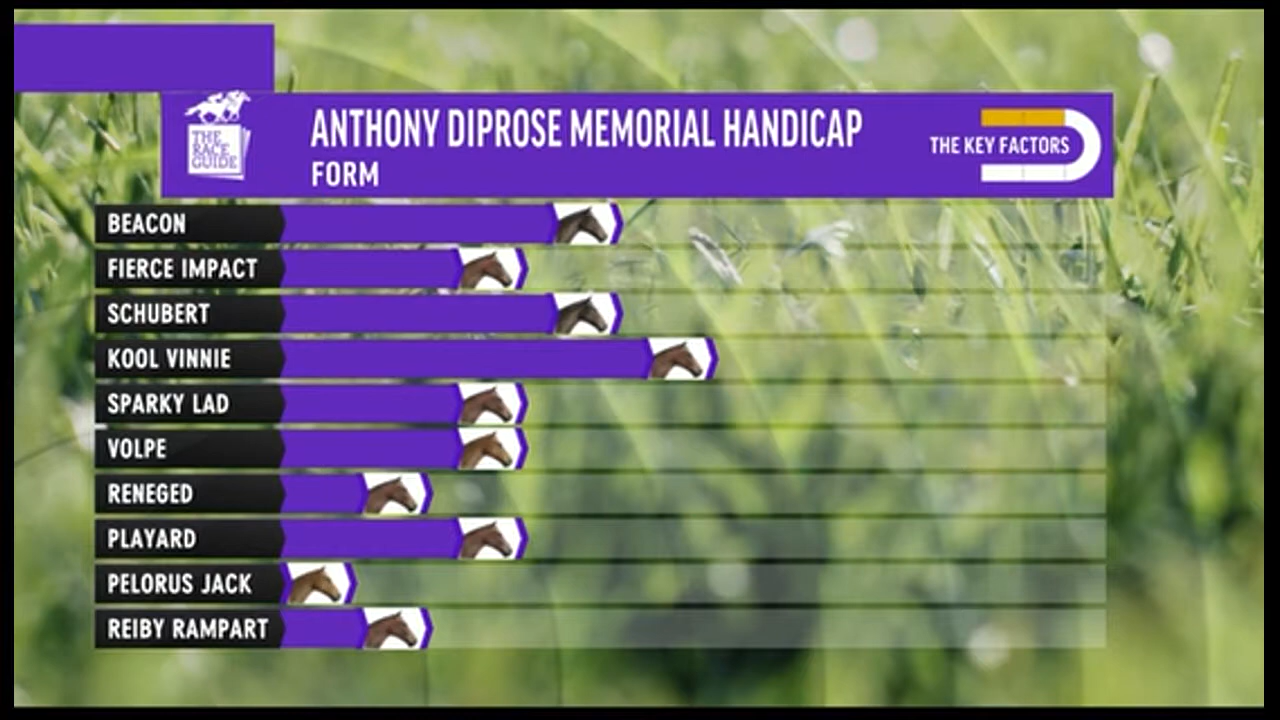 THE
RACE
GUIDE
ANTHONY DIPROSE MEMORIAL HANDICAP
FORM
THE KEY FACTORS
BEACON
FIERCE IMPACT
SCHUBERT
KOOL VINNIE
SPARKY LAD
VOLPE
RENEGED
PLAYARD
PELORUS JACK
REIBY RAMPART